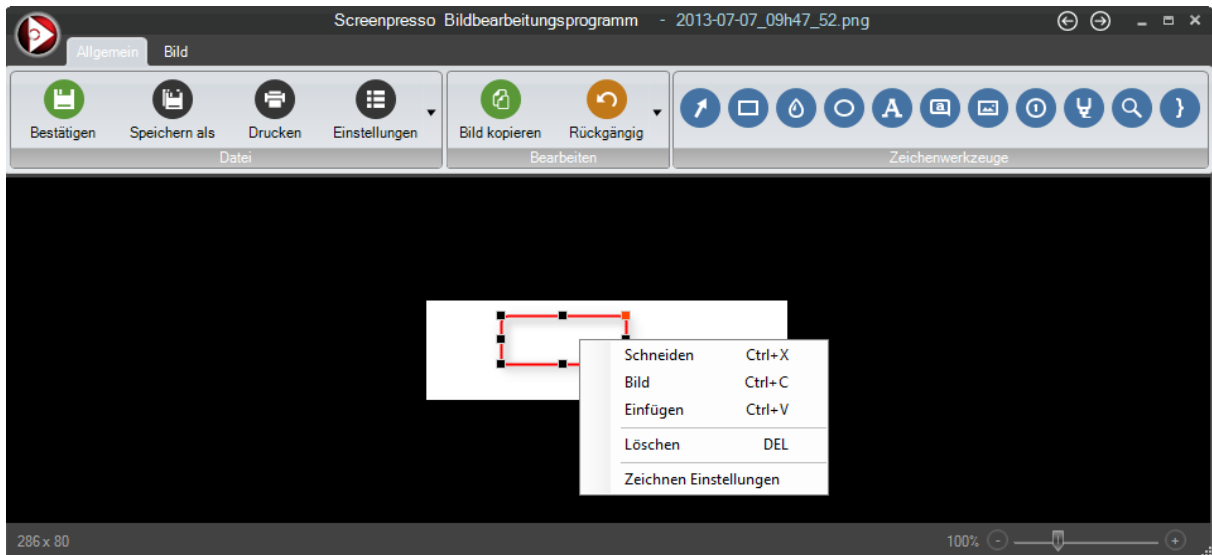 Screenpresso Bildbearbeitungsprogramm - 2013-07-07_09h47_52.png
Allgemein Bild
Bestätigen Speichern als Drucken Einstellungen Bild kopieren Rückgängig
Datei Bearbeiten Zeichenwerkzeuge
Schneiden Ctrl+X
Bild Ctrl+C
Einfügen Ctrl+V
Löschen DEL
Zeichnen Einstellungen
286 x 80 100%